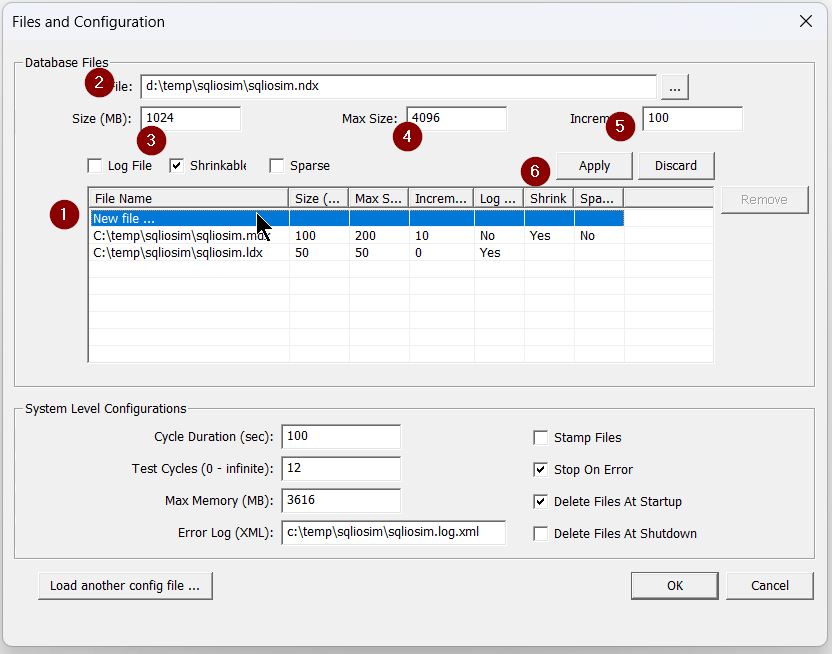 Files and Configuration
Database Files
2 File: d:\temp\sqliosim\sqliosim.ndx ...
Size (MB): 1024 Max Size: 4096 Increm 100
3 4 5
Log File Shrinkable Sparse 6 Apply Discard
File Name Size (... Max S... Increm... Log ... Shrink Spa... Remove
1 New file ...
C:\temp\sqliosim\sqliosim.mdx 100 200 10 No Yes No
C:\temp\sqliosim\sqliosim.ldx 50 50 0 Yes
System Level Configurations
Cycle Duration (sec): 100 Stamp Files
Test Cycles (0 - infinite): 12 Stop On Error
Max Memory (MB): 3616 Delete Files At Startup
Error Log (XML): c:\temp\sqliosim\sqliosim.log.xml Delete Files At Shutdown
Load another config file ... OK Cancel